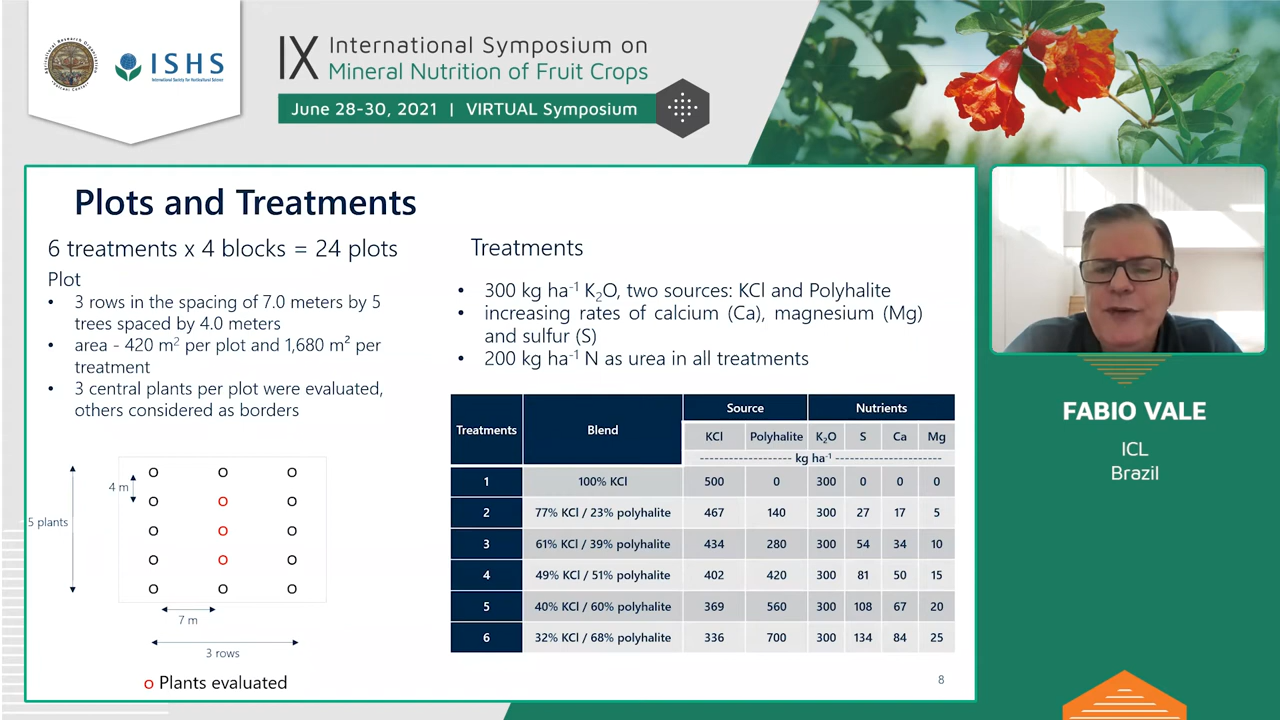 ISHS
International Society for Horticultural Science
IX International Symposium on
Mineral Nutrition of Fruit Crops
June 28-30, 2021 | VIRTUAL Symposium
Plots and Treatments
6 treatments x 4 blocks = 24 plots
Plot
• 3 rows in the spacing of 7.0 meters by 5
trees spaced by 4.0 meters
• area - 420 m² per plot and 1,680 m² per
treatment
• 3 central plants per plot were evaluated,
others considered as borders
4 m
5 plants
7 m
3 rows
o Plants evaluated
Treatments
• 300 kg ha⁻¹ K₂O, two sources: KCl and Polyhalite
• increasing rates of calcium (Ca), magnesium (Mg)
and sulfur (S)
• 200 kg ha⁻¹ N as urea in all treatments
Treatments Blend Source Nutrients
KCl Polyhalite K₂O S Ca Mg
------------------- kg ha⁻¹ -----------------------
1 100% KCl 500 0 300 0 0 0
2 77% KCl / 23% polyhalite 467 140 300 27 17 5
3 61% KCl / 39% polyhalite 434 280 300 54 34 10
4 49% KCl / 51% polyhalite 402 420 300 81 50 15
5 40% KCl / 60% polyhalite 369 560 300 108 67 20
6 32% KCl / 68% polyhalite 336 700 300 134 84 25
8
FABIO VALE
ICL
Brazil